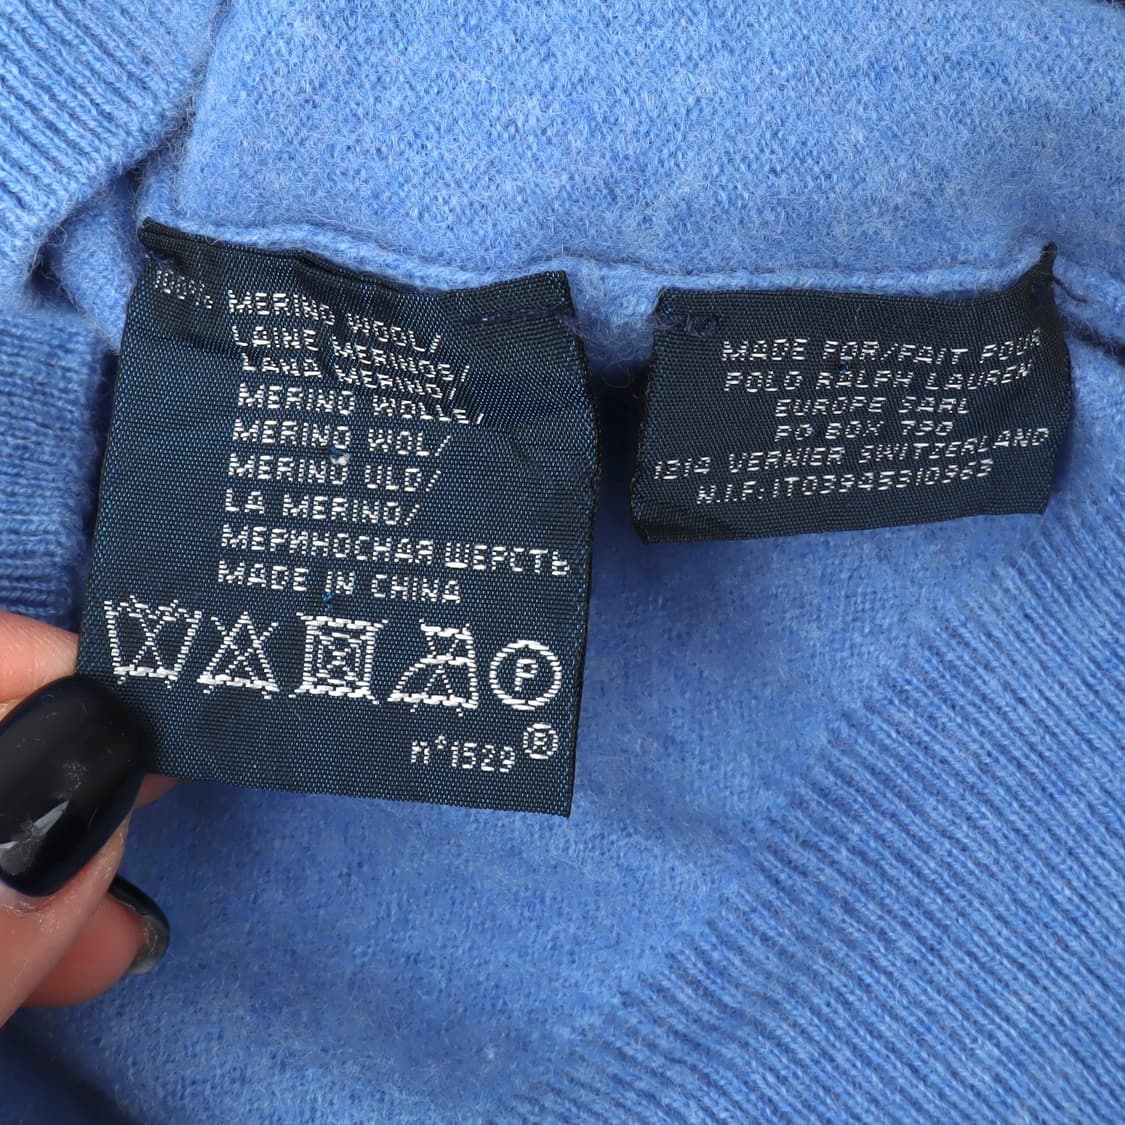 100% MERINO WOOL/
LAINE MERINOS/
LANA MERINO/
MERINO WOLLE/
MERINO WOL/
MERINO ULD/
LA MERINO/
МЕРИНОСНАЯ ШЕРСТЬ
MADE IN CHINA
P
n°1529 ®
MADE FOR/FAIT POUR
POLO RALPH LAUREN
EUROPE SARL
PO BOX 790
1214 VERNIER SWITZERLAND
N.I.F: IT03945310963